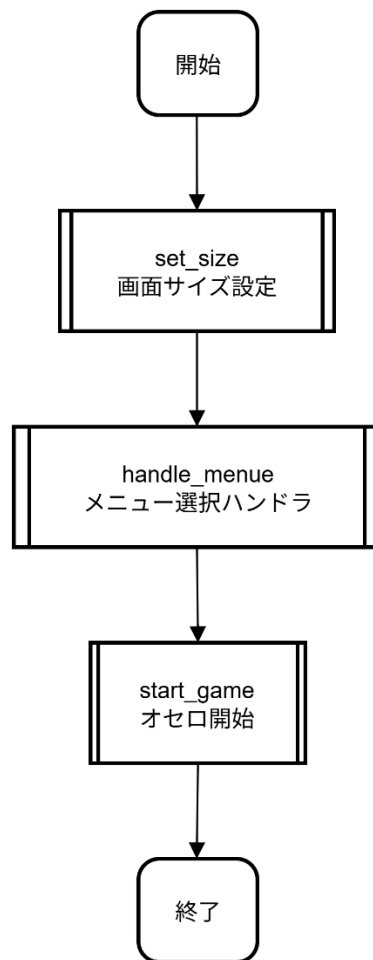 開始
set_size
画面サイズ設定
handle_menue
メニュー選択ハンドラ
start_game
オセロ開始
終了